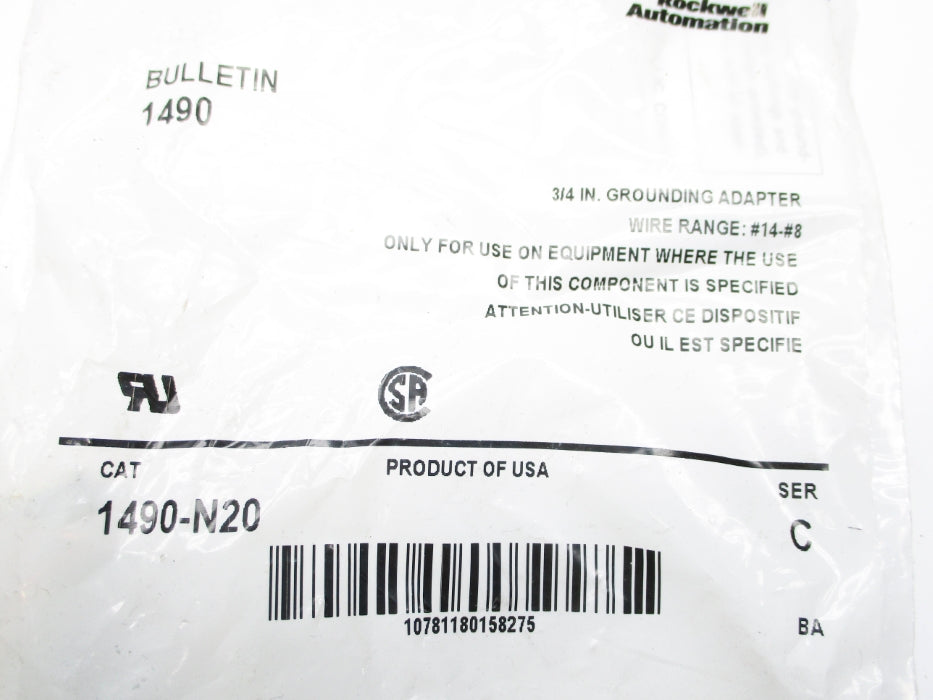 Rockwell
Automation
BULLETIN
1490
3/4 IN. GROUNDING ADAPTER
WIRE RANGE: #14-#8
ONLY FOR USE ON EQUIPMENT WHERE THE USE
OF THIS COMPONENT IS SPECIFIED
ATTENTION-UTILISER CE DISPOSITIF
OU IL EST SPECIFIE
RU
SA
CAT
PRODUCT OF USA
SER
1490-N20
C
10781180158275
BA